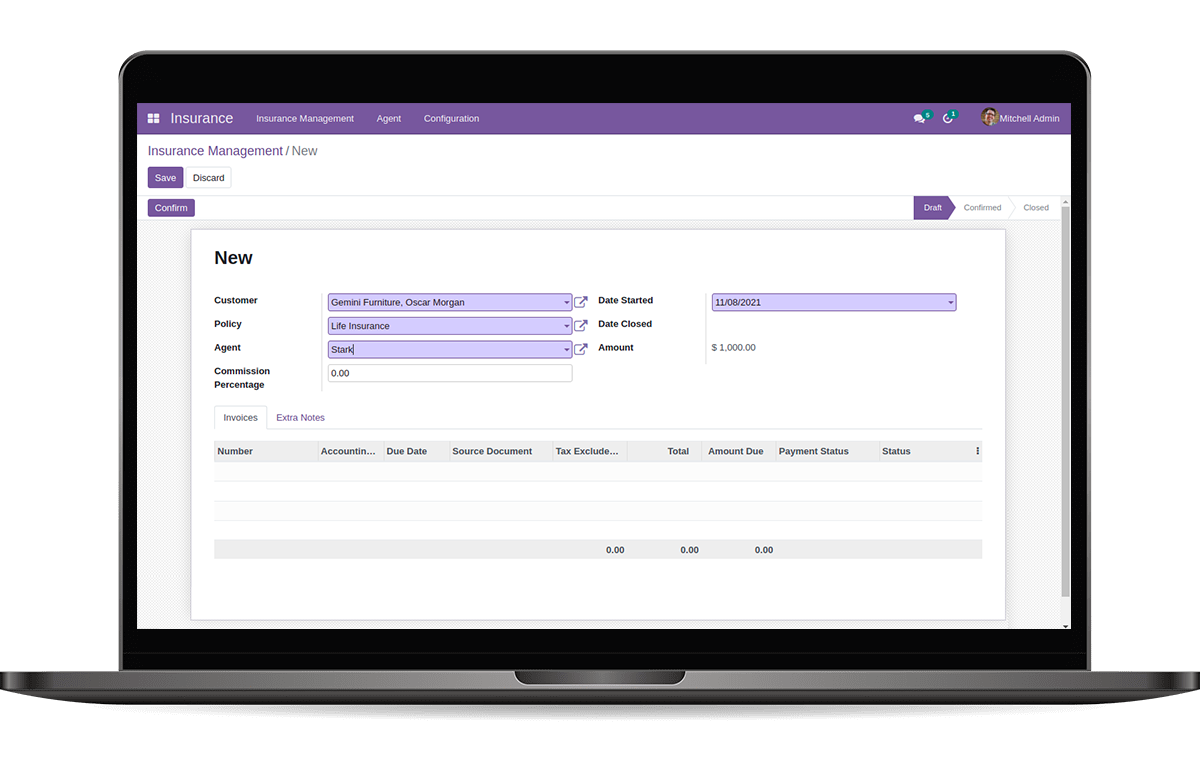 Insurance Insurance Management Agent Configuration 5 1 Mitchell Admin
Insurance Management / New
Save Discard
Confirm Draft Confirmed Closed
New
Customer Gemini Furniture, Oscar Morgan Date Started 11/08/2021
Policy Life Insurance Date Closed
Agent Stark Amount $ 1,000.00
Commission
Percentage 0.00
Invoices Extra Notes
Number Accountin... Due Date Source Document Tax Exclude... Total Amount Due Payment Status Status
0.00 0.00 0.00